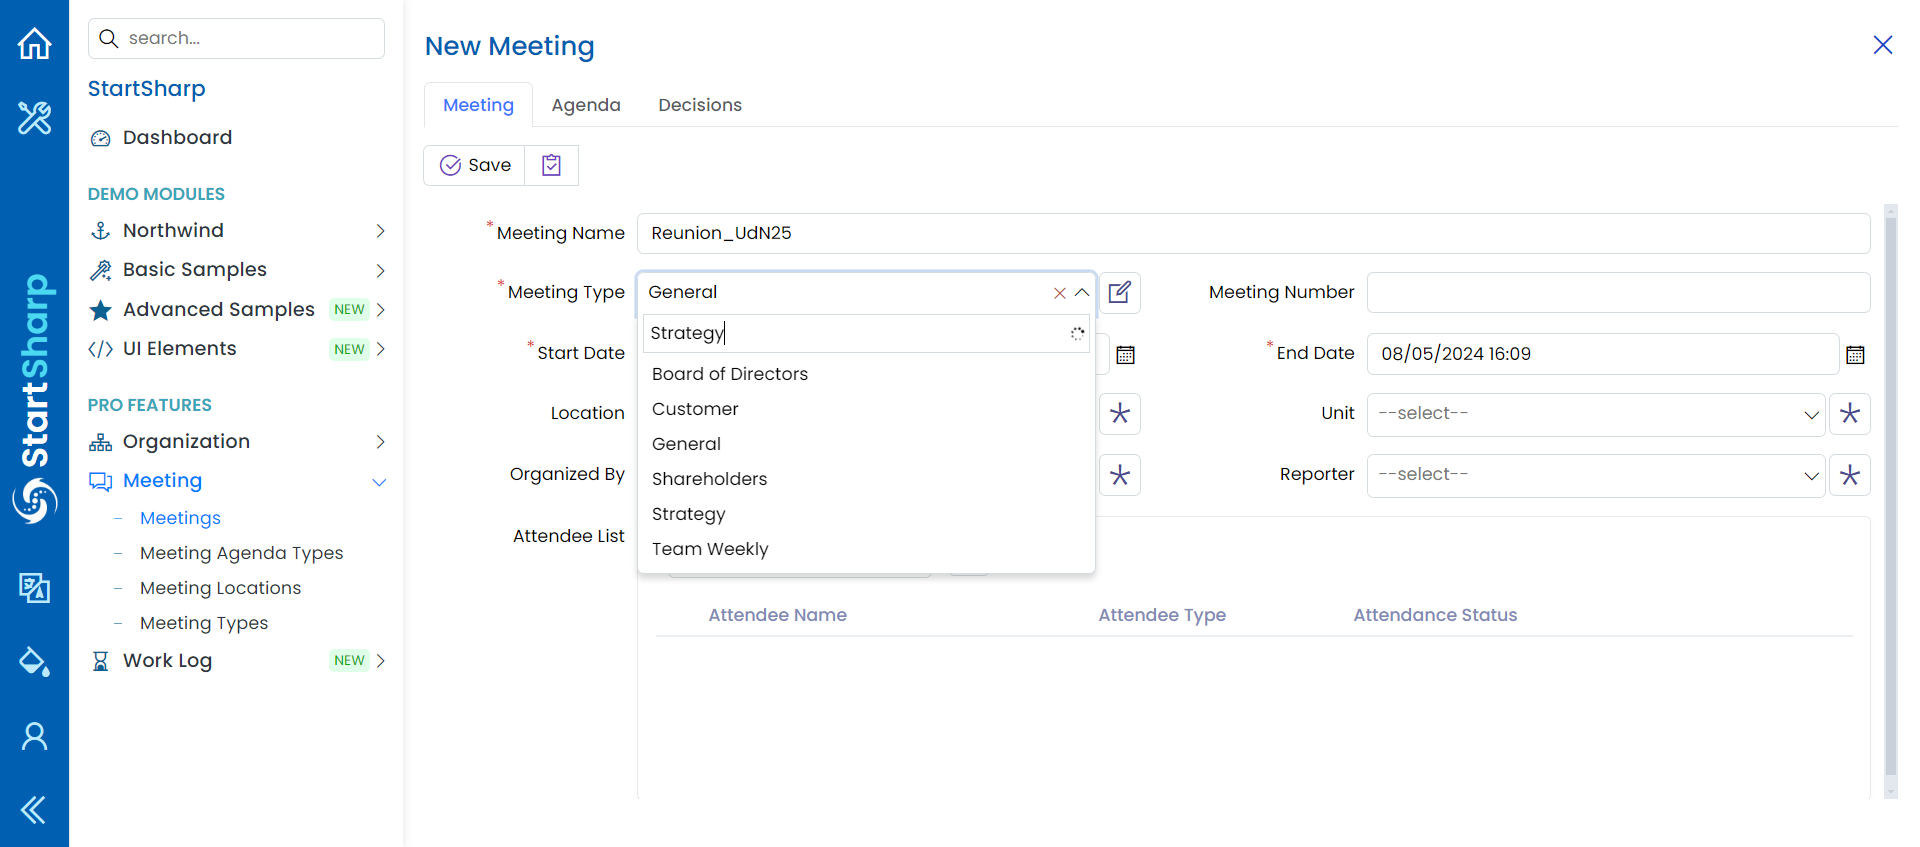 search...
StartSharp
Dashboard
DEMO MODULES
Northwind
Basic Samples
Advanced Samples NEW
UI Elements NEW
PRO FEATURES
Organization
Meeting
Meetings
Meeting Agenda Types
Meeting Locations
Meeting Types
Work Log NEW
StartSharp
New Meeting
Meeting Agenda Decisions
Save
* Meeting Name Reunion_UdN25
* Meeting Type General
Meeting Number
Strategy
* Start Date
* End Date 08/05/2024 16:09
Board of Directors
Customer
General
Shareholders
Strategy
Team Weekly
Location
Unit --select--
Organized By
Reporter --select--
Attendee List
Attendee Name Attendee Type Attendance Status